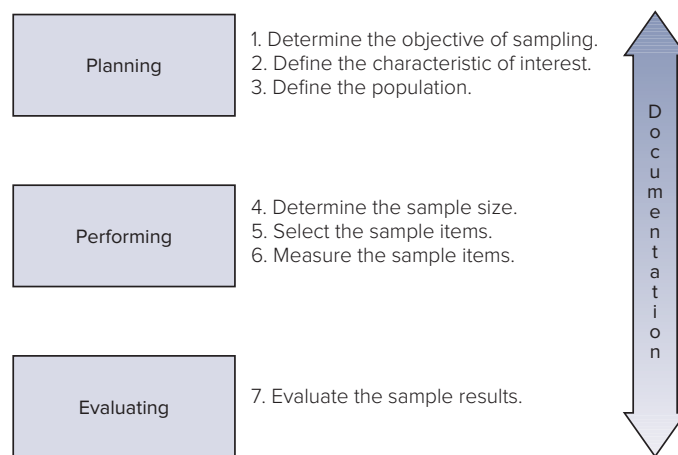 Planning
1. Determine the objective of sampling.
2. Define the characteristic of interest.
3. Define the population.
Performing
4. Determine the sample size.
5. Select the sample items.
6. Measure the sample items.
Evaluating
7. Evaluate the sample results.
Documentation